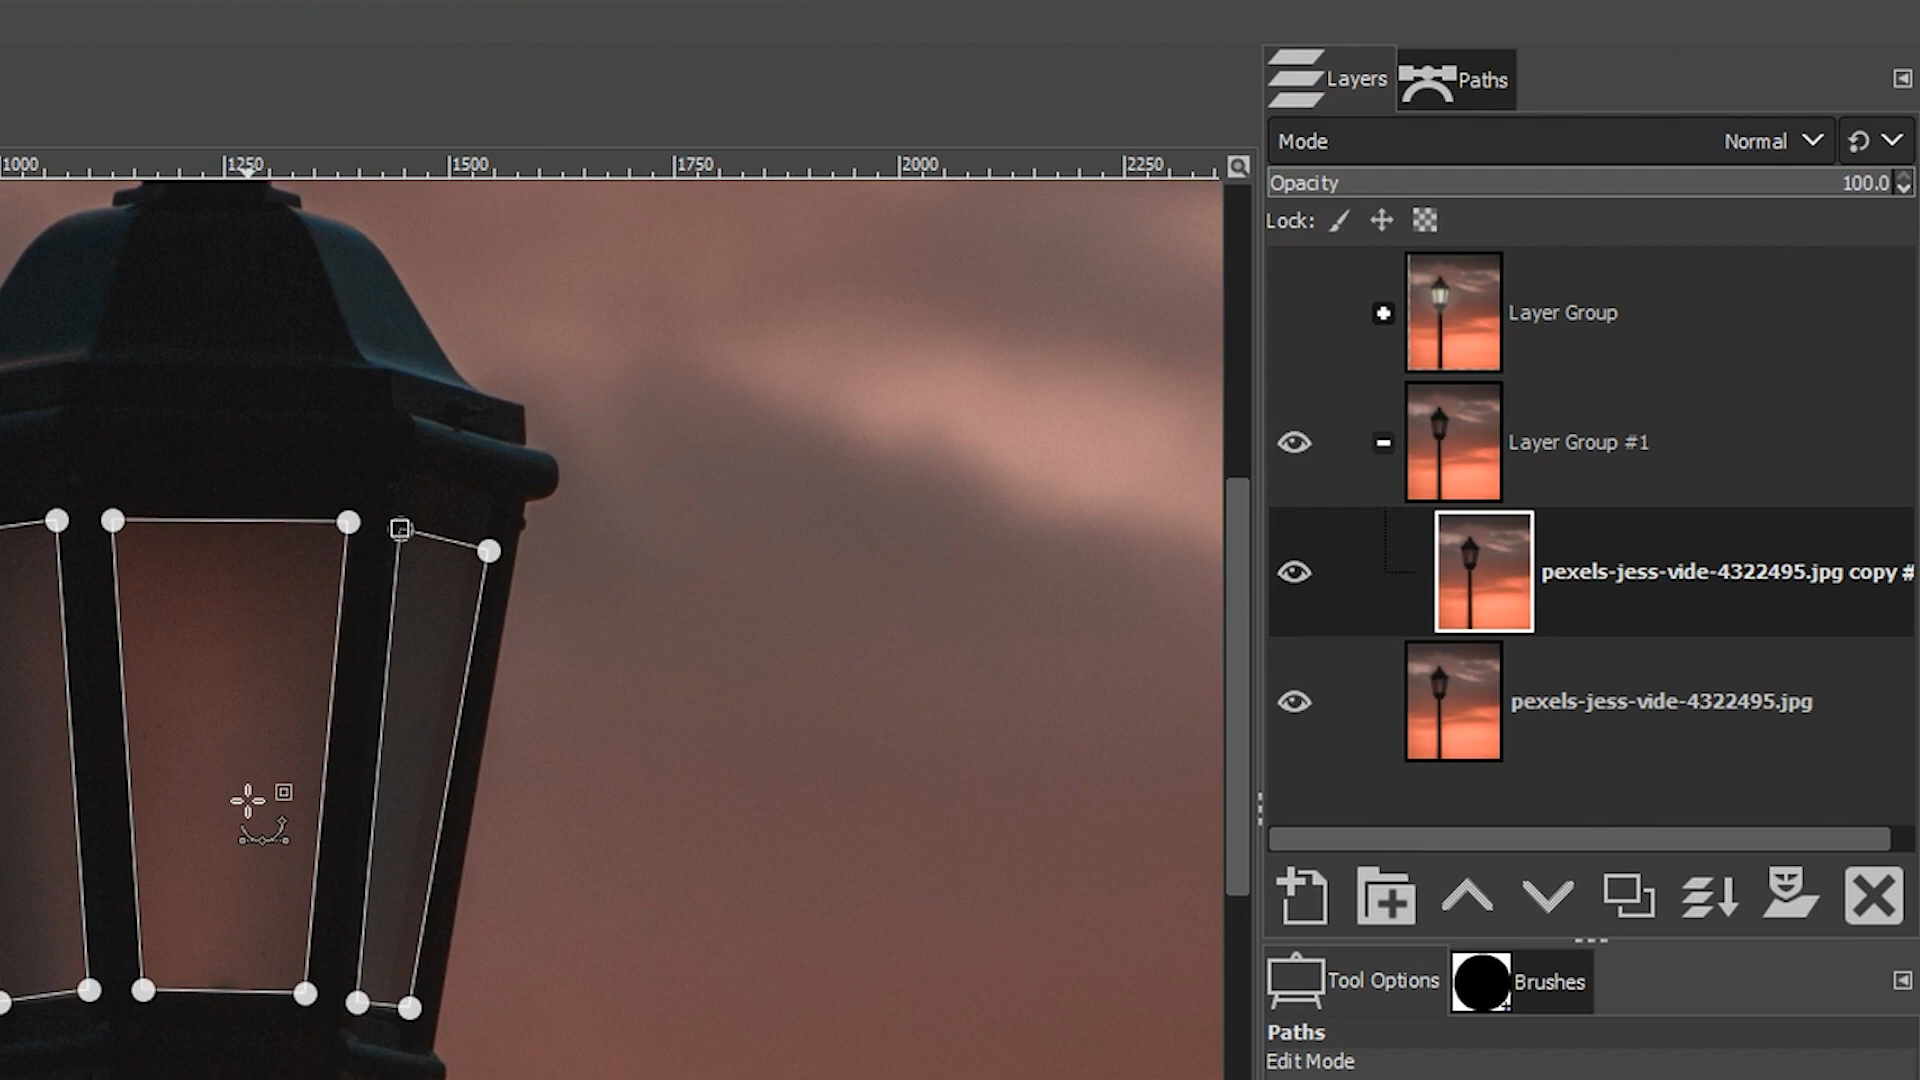 Layers
Paths
Mode
Normal
1000
1250
1500
1750
2000
2250
Opacity
100.0
Lock:
Layer Group
Layer Group #1
pexels-jess-vide-4322495.jpg copy #
pexels-jess-vide-4322495.jpg
Tool Options
Brushes
Paths
Edit Mode